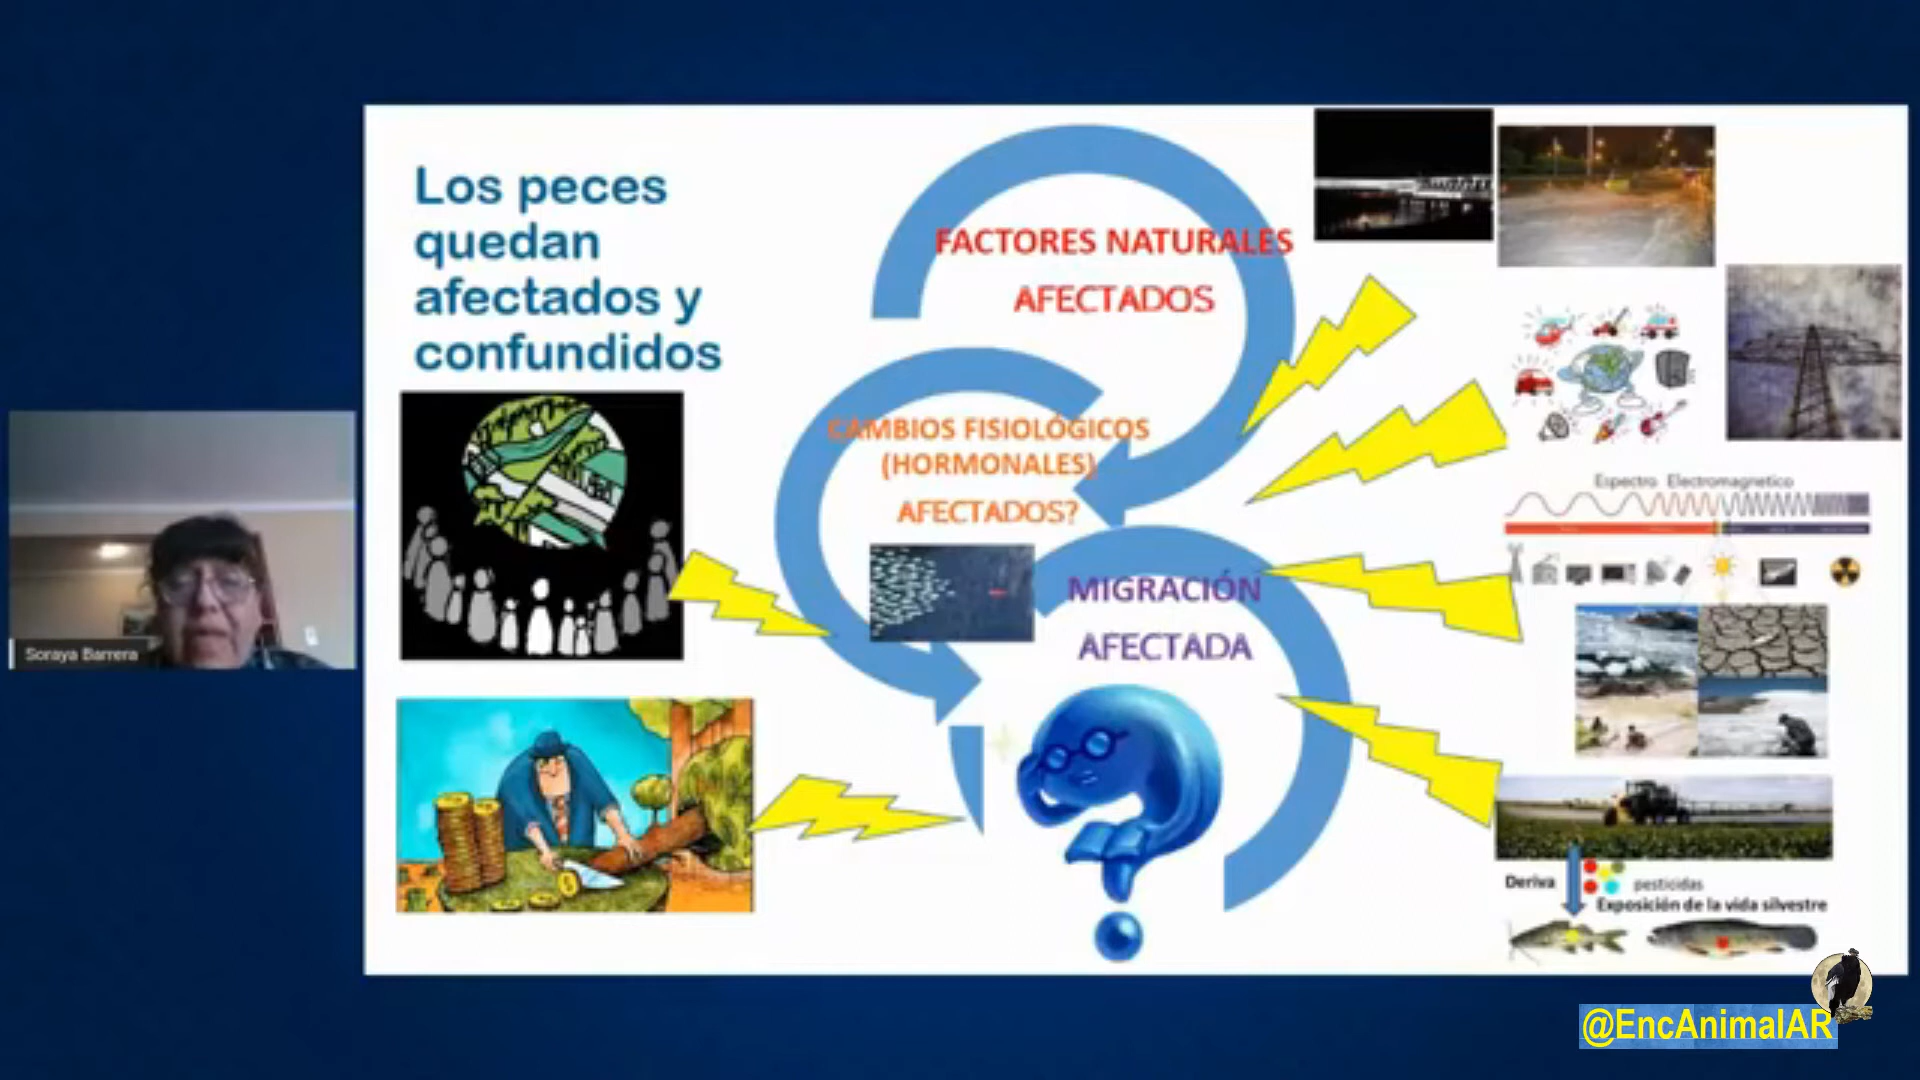 Los peces
quedan
afectados y
confundidos
FACTORES NATURALES
AFECTADOS
CAMBIOS FISIOLÓGICOS
(HORMONALES)
AFECTADOS?
MIGRACIÓN
AFECTADA
Espectro Electromagnetico
Deriva
pesticidas
Exposición de la vida silvestre
Soraya Barrera
@EncAnimalAR